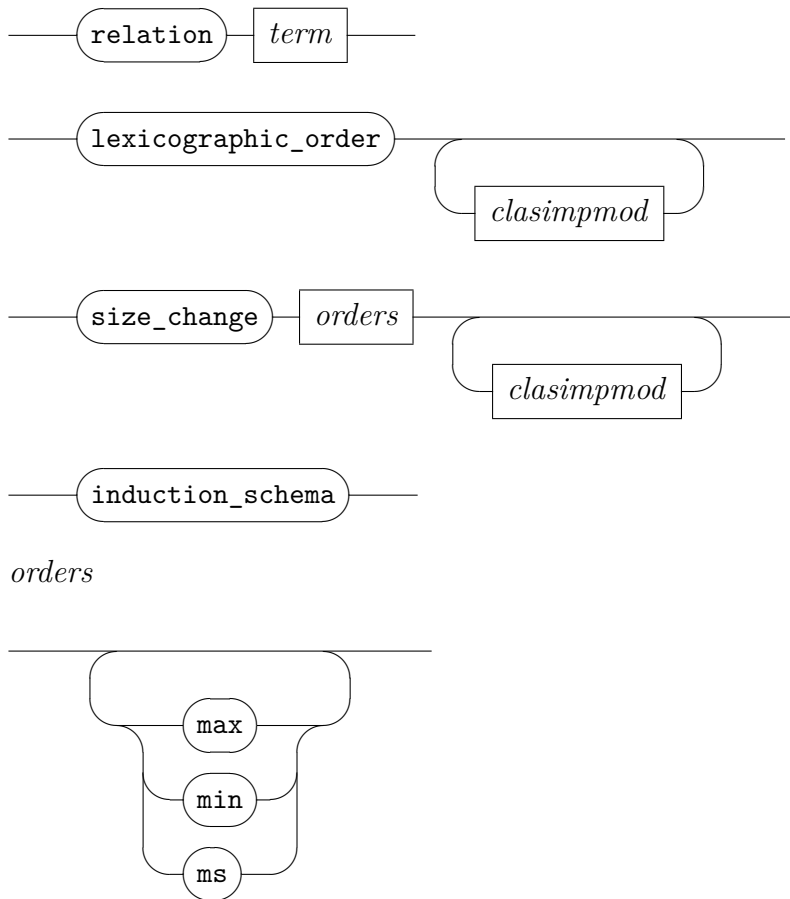 relation term
lexicographic_order
clasimpmod
size_change orders
clasimpmod
induction_schema
orders
max
min
ms